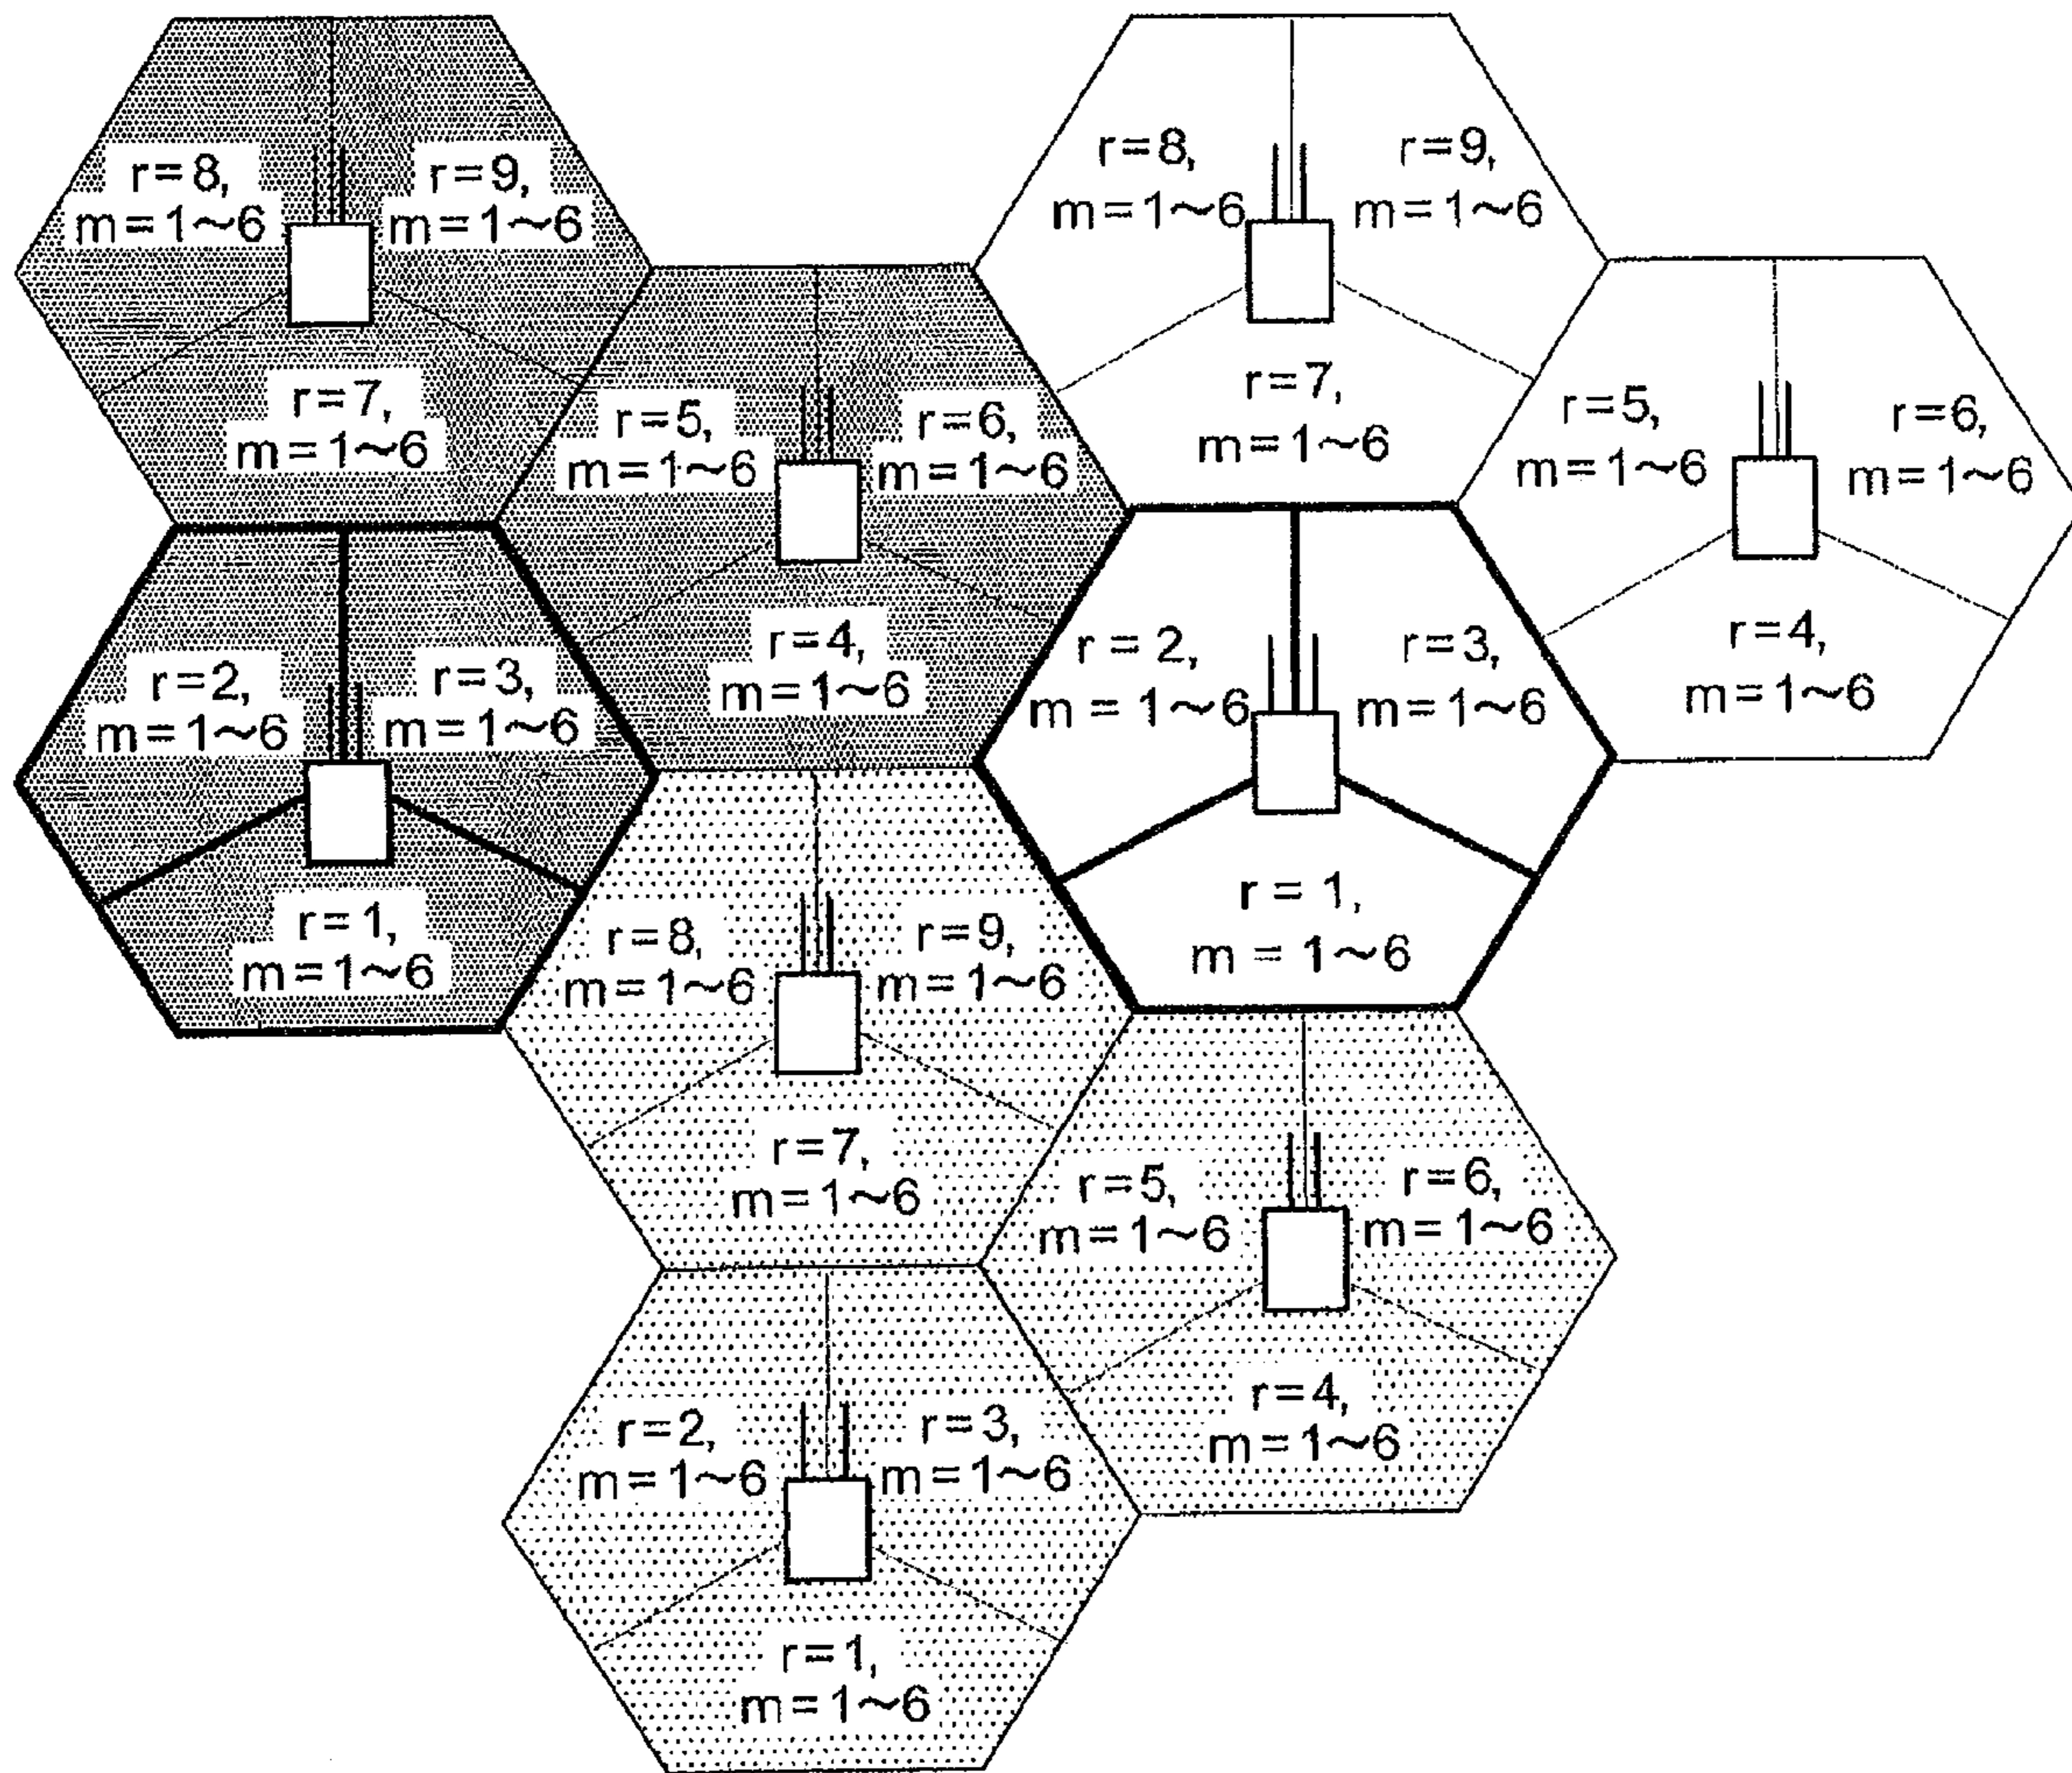 r=8,
m=1~6
r=9,
m=1~6
r=7,
m=1~6
r=8,
m=1~6
r=9,
m=1~6
r=7,
m=1~6
r=5,
m=1~6
r=6,
m=1~6
r=4,
m=1~6
r=5,
m=1~6
r=6,
m=1~6
r=4,
m=1~6
r=2,
m=1~6
r=3,
m=1~6
r=1,
m=1~6
r=2,
m=1~6
r=3,
m=1~6
r=1,
m=1~6
r=8,
m=1~6
r=9,
m=1~6
r=7,
m=1~6
r=5,
m=1~6
r=6,
m=1~6
r=4,
m=1~6
r=2,
m=1~6
r=3,
m=1~6
r=1,
m=1~6